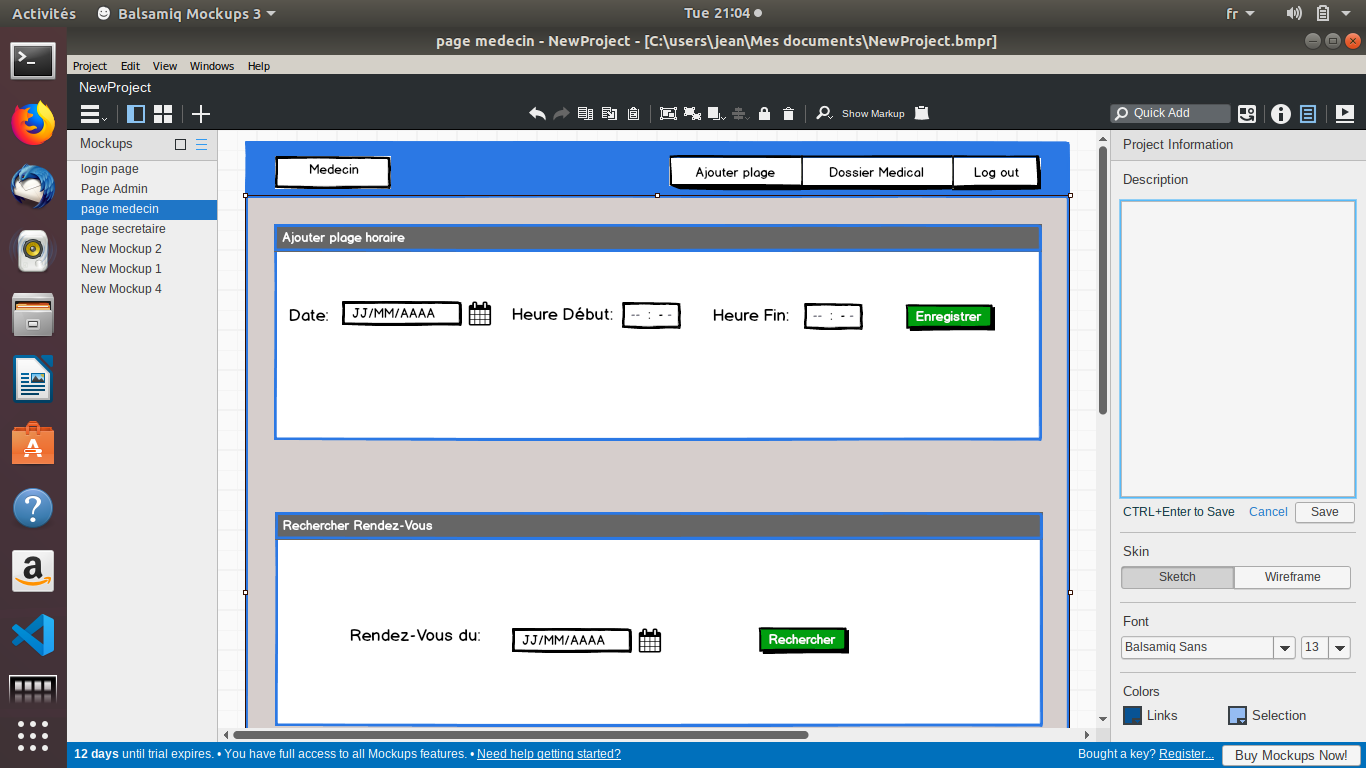 Activités Balsamiq Mockups 3 Tue 21:04 fr
page medecin - NewProject - [C:\users\jean\Mes documents\NewProject.bmpr]
Project Edit View Windows Help
NewProject
Show Markup Quick Add
Mockups
login page
Page Admin
page medecin
page secretaire
New Mockup 2
New Mockup 1
New Mockup 4
Medecin Ajouter plage Dossier Medical Log out
Ajouter plage horaire
Date: JJ/MM/AAAA Heure Début: -- : -- Heure Fin: -- : -- Enregistrer
Rechercher Rendez-Vous
Rendez-Vous du: JJ/MM/AAAA Rechercher
Project Information
Description
CTRL+Enter to Save Cancel Save
Skin
Sketch Wireframe
Font
Balsamiq Sans 13
Colors
Links Selection
12 days until trial expires. • You have full access to all Mockups features. • Need help getting started? Bought a key? Register... Buy Mockups Now!